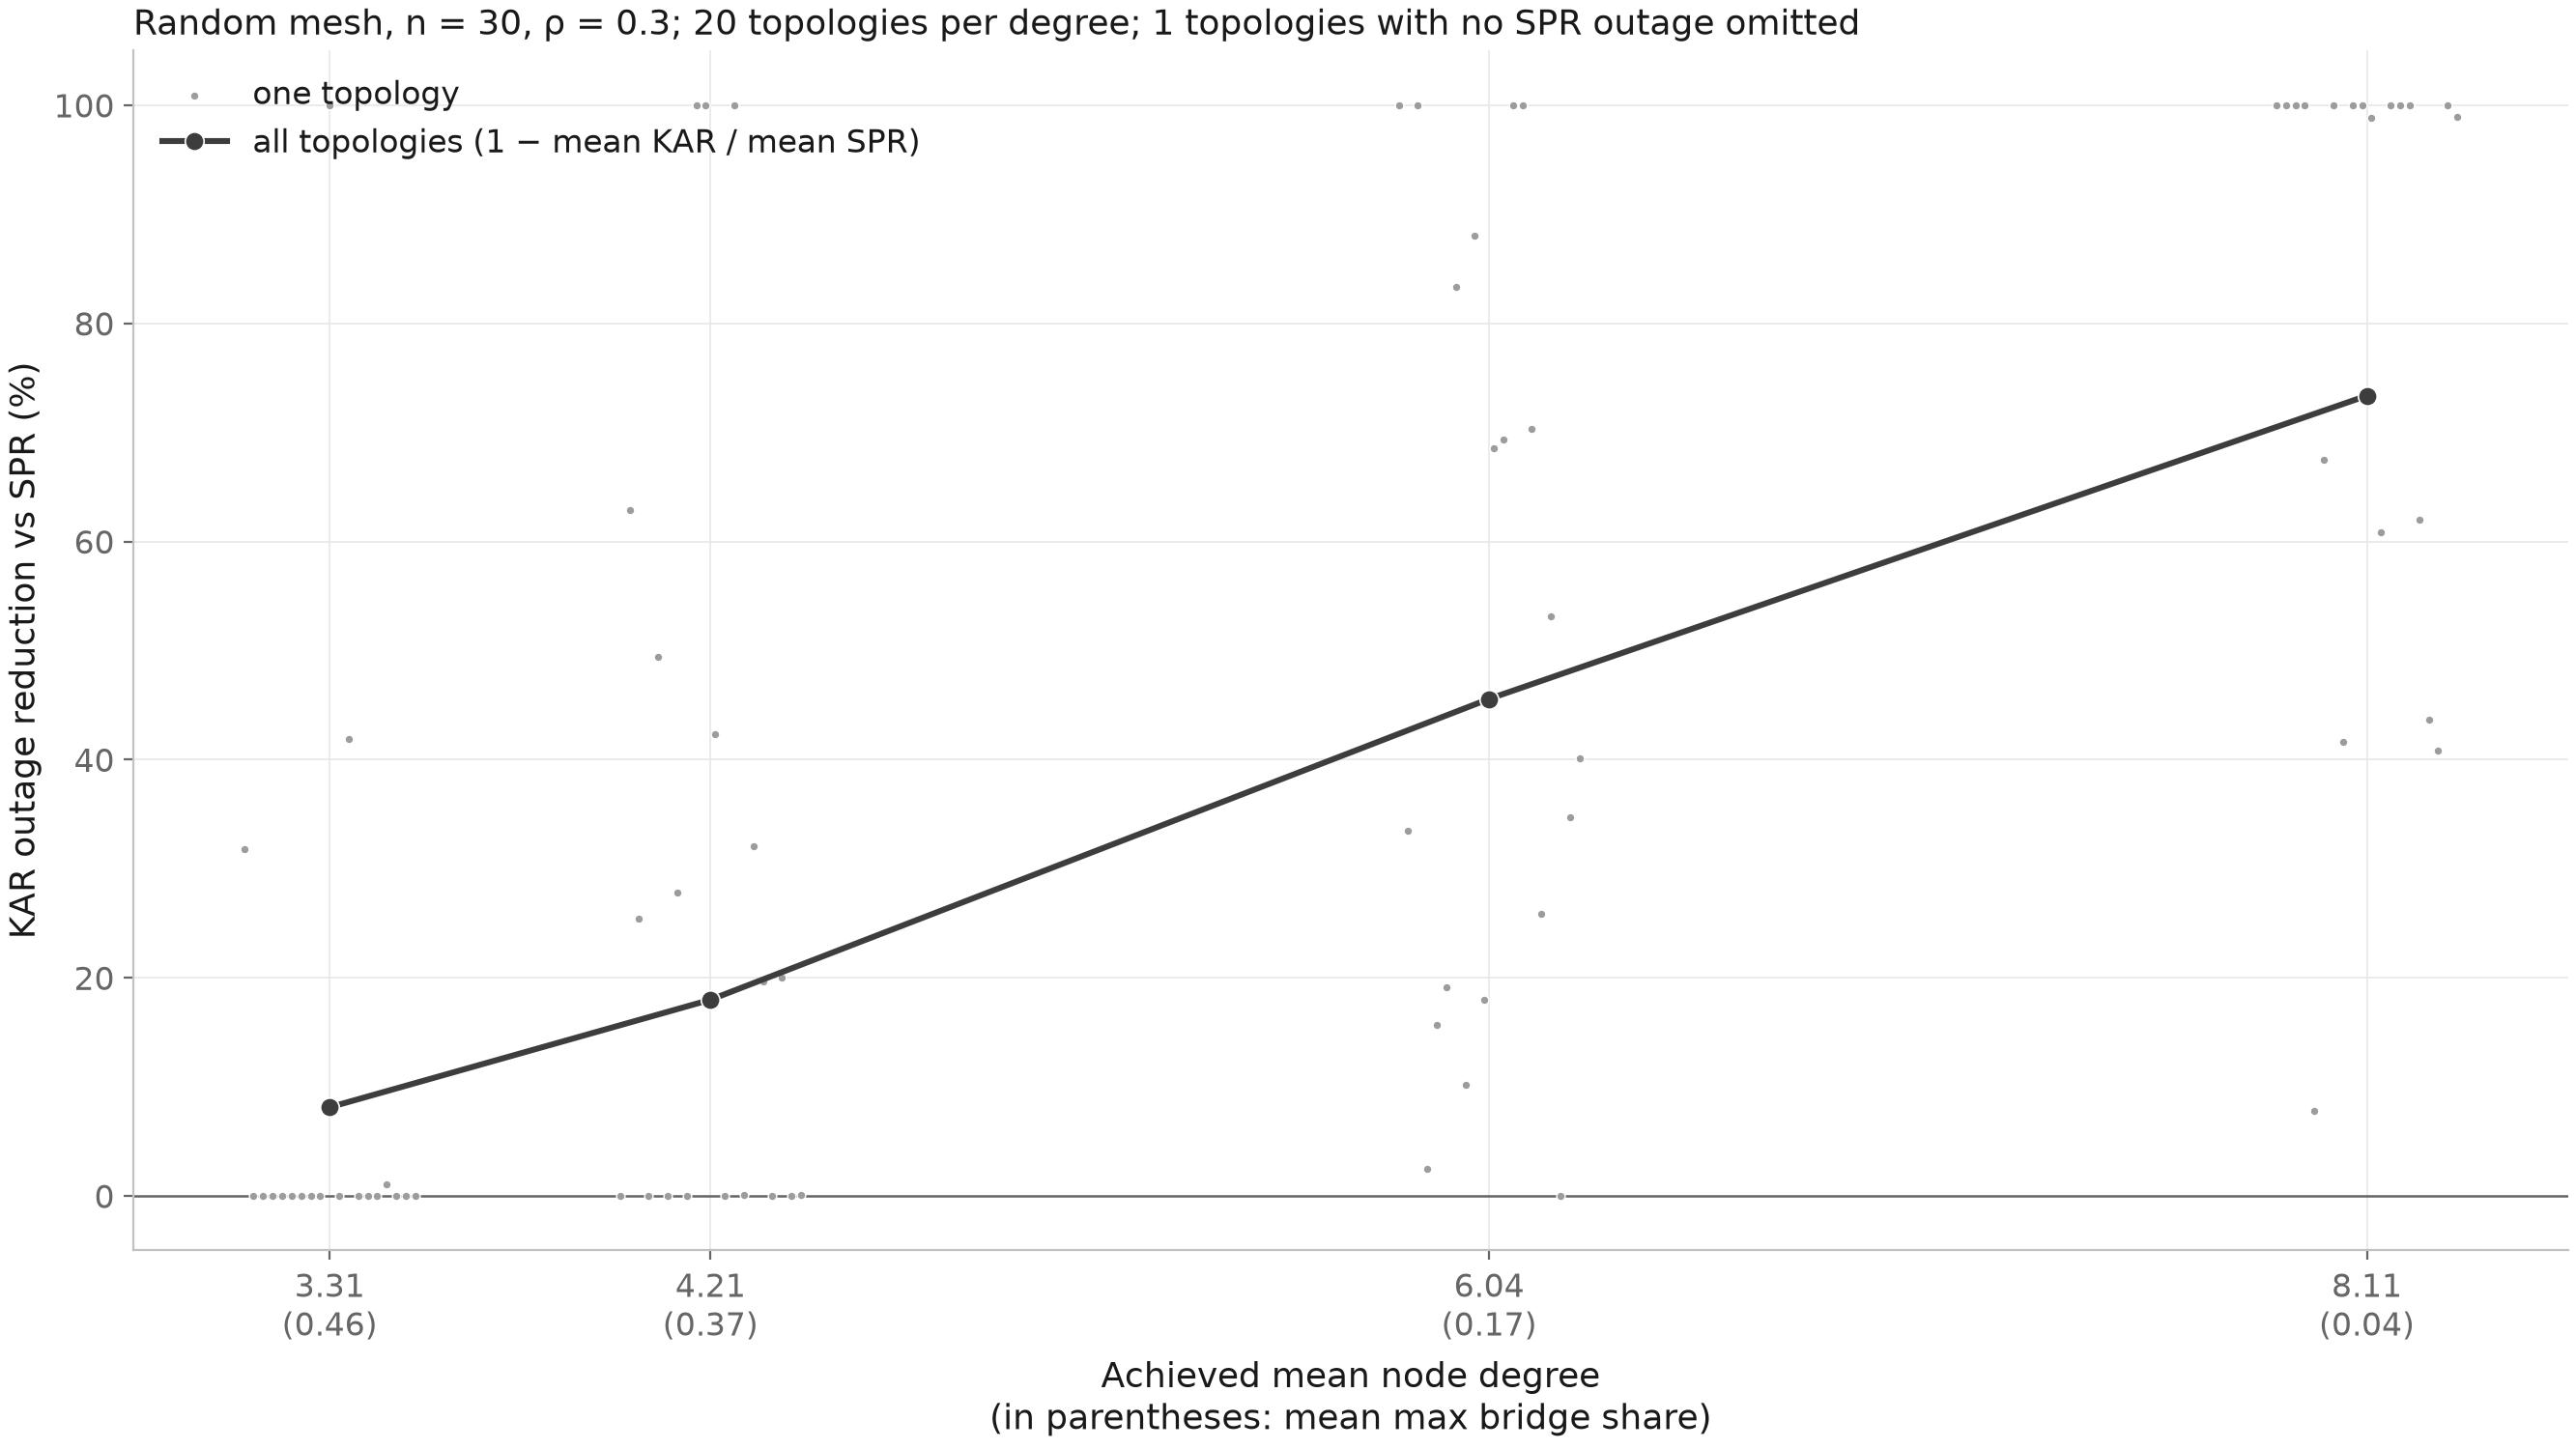 Random mesh, n = 30, ρ = 0.3; 20 topologies per degree; 1 topologies with no SPR outage omitted
one topology
all topologies (1 − mean KAR / mean SPR)
KAR outage reduction vs SPR (%)
100
80
60
40
20
0
3.31
(0.46)
4.21
(0.37)
6.04
(0.17)
8.11
(0.04)
Achieved mean node degree
(in parentheses: mean max bridge share)